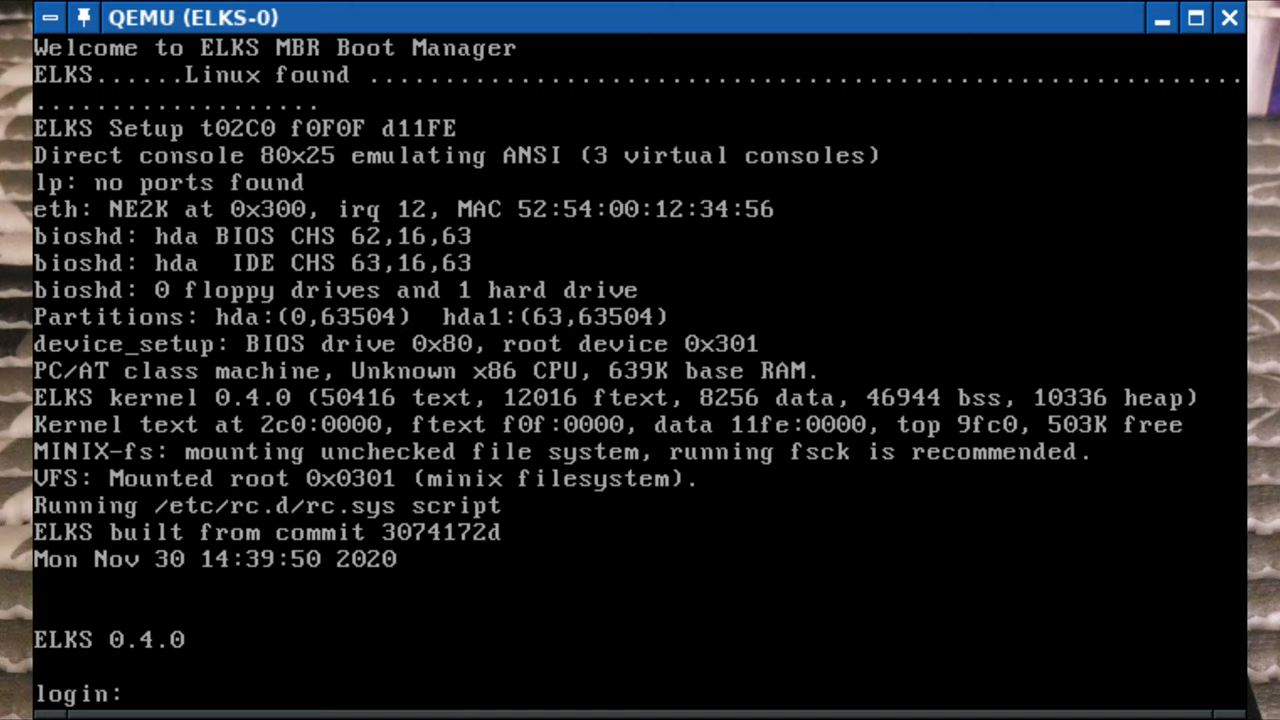 QEMU (ELKS-0)
Welcome to ELKS MBR Boot Manager
ELKS......Linux found ..........................................................
...................
ELKS Setup t02C0 f0F0F d11FE
Direct console 80x25 emulating ANSI (3 virtual consoles)
lp: no ports found
eth: NE2K at 0x300, irq 12, MAC 52:54:00:12:34:56
bioshd: hda BIOS CHS 62,16,63
bioshd: hda  IDE CHS 63,16,63
bioshd: 0 floppy drives and 1 hard drive
Partitions: hda:(0,63504)  hda1:(63,63504)
device_setup: BIOS drive 0x80, root device 0x301
PC/AT class machine, Unknown x86 CPU, 639K base RAM.
ELKS kernel 0.4.0 (50416 text, 12016 ftext, 8256 data, 46944 bss, 10336 heap)
Kernel text at 2c0:0000, ftext f0f:0000, data 11fe:0000, top 9fc0, 503K free
MINIX-fs: mounting unchecked file system, running fsck is recommended.
VFS: Mounted root 0x0301 (minix filesystem).
Running /etc/rc.d/rc.sys script
ELKS built from commit 3074172d
Mon Nov 30 14:39:50 2020
ELKS 0.4.0
login: